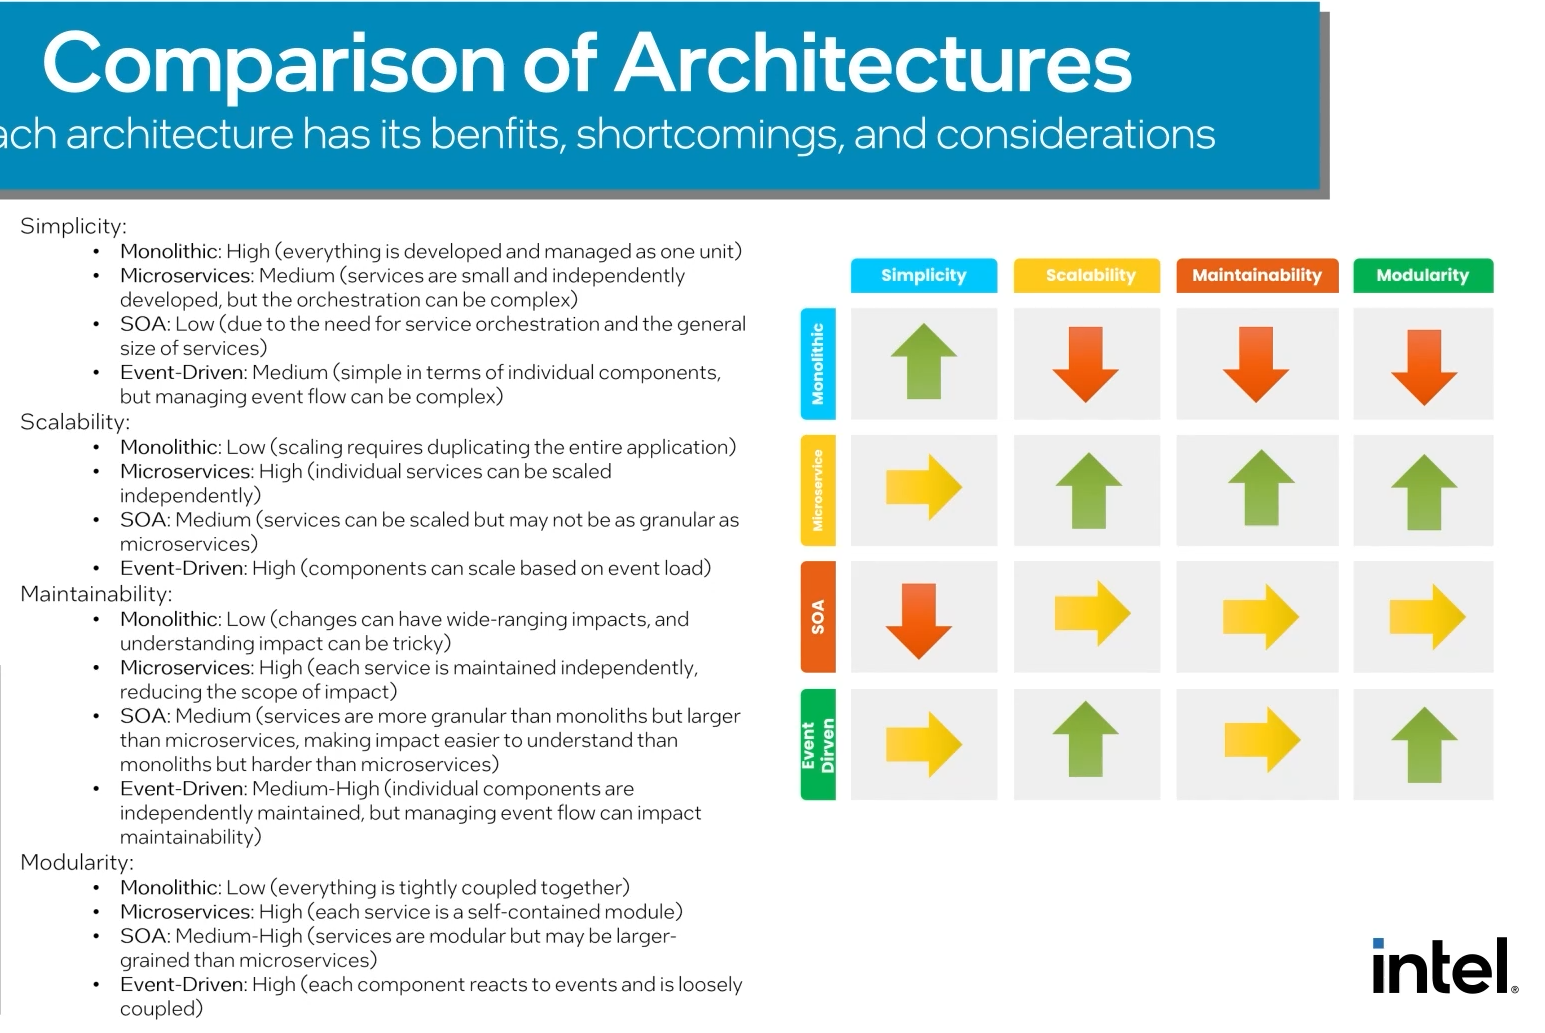 Comparison of Architectures
ach architecture has its benfits, shortcomings, and considerations
Simplicity:
• Monolithic: High (everything is developed and managed as one unit)
• Microservices: Medium (services are small and independently
developed, but the orchestration can be complex)
• SOA: Low (due to the need for service orchestration and the general
size of services)
• Event-Driven: Medium (simple in terms of individual components,
but managing event flow can be complex)
Scalability:
• Monolithic: Low (scaling requires duplicating the entire application)
• Microservices: High (individual services can be scaled
independently)
• SOA: Medium (services can be scaled but may not be as granular as
microservices)
• Event-Driven: High (components can scale based on event load)
Maintainability:
• Monolithic: Low (changes can have wide-ranging impacts, and
understanding impact can be tricky)
• Microservices: High (each service is maintained independently,
reducing the scope of impact)
• SOA: Medium (services are more granular than monoliths but larger
than microservices, making impact easier to understand than
monoliths but harder than microservices)
• Event-Driven: Medium-High (individual components are
independently maintained, but managing event flow can impact
maintainability)
Modularity:
• Monolithic: Low (everything is tightly coupled together)
• Microservices: High (each service is a self-contained module)
• SOA: Medium-High (services are modular but may be larger-
grained than microservices)
• Event-Driven: High (each component reacts to events and is loosely
coupled)
Simplicity Scalability Maintainability Modularity
Monolithic
Microservice
SOA
Event
Dirven
intel®